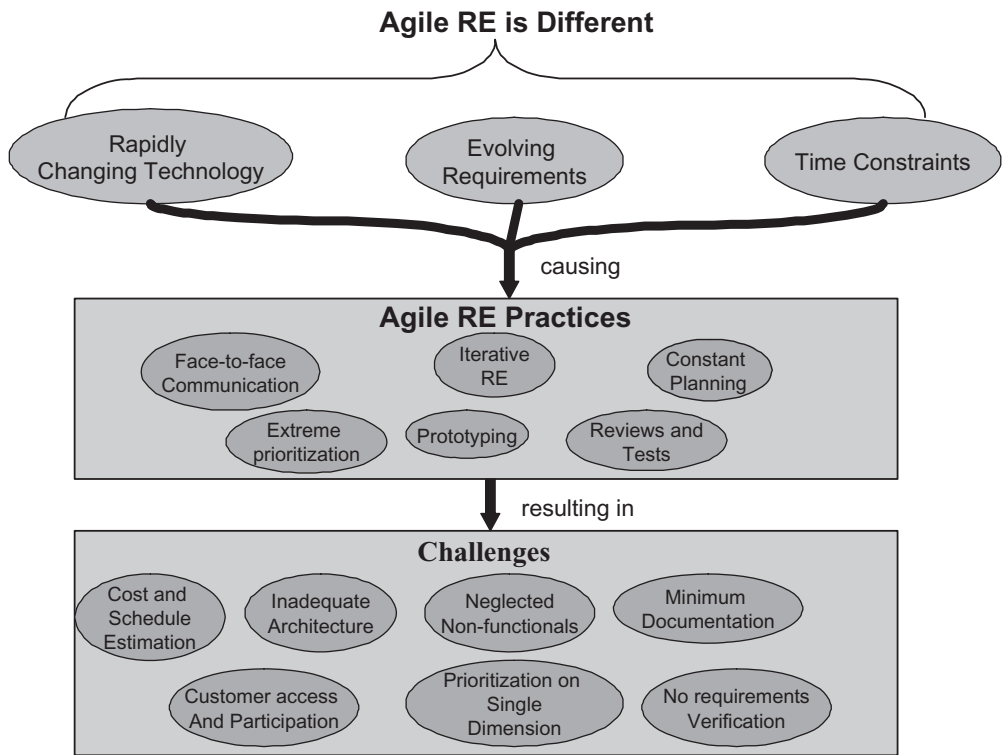 Agile RE is Different
Rapidly
Changing Technology
Evolving
Requirements
Time Constraints
causing
Agile RE Practices
Face-to-face
Communication
Iterative
RE
Constant
Planning
Extreme
prioritization
Prototyping
Reviews and
Tests
resulting in
Challenges
Cost and
Schedule
Estimation
Inadequate
Architecture
Neglected
Non-functionals
Minimum
Documentation
Customer access
And Participation
Prioritization on
Single
Dimension
No requirements
Verification